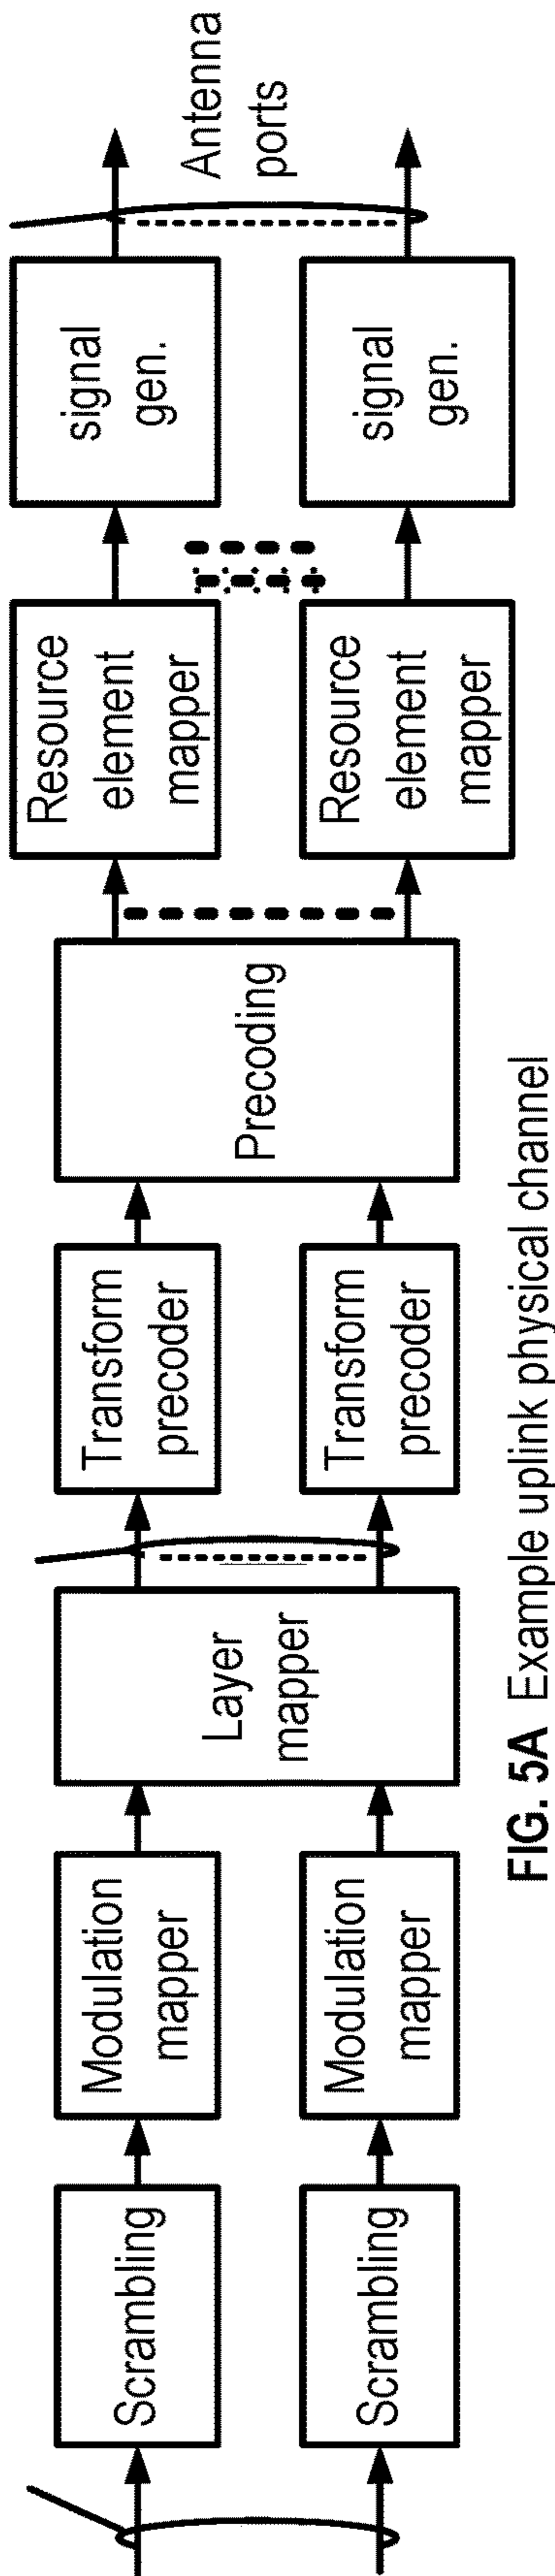 Scrambling
Scrambling
Modulation
mapper
Modulation
mapper
Layer
mapper
Transform
precoder
Transform
precoder
Precoding
Resource
element
mapper
Resource
element
mapper
signal
gen.
signal
gen.
Antenna
ports
FIG. 5A Example uplink physical channel